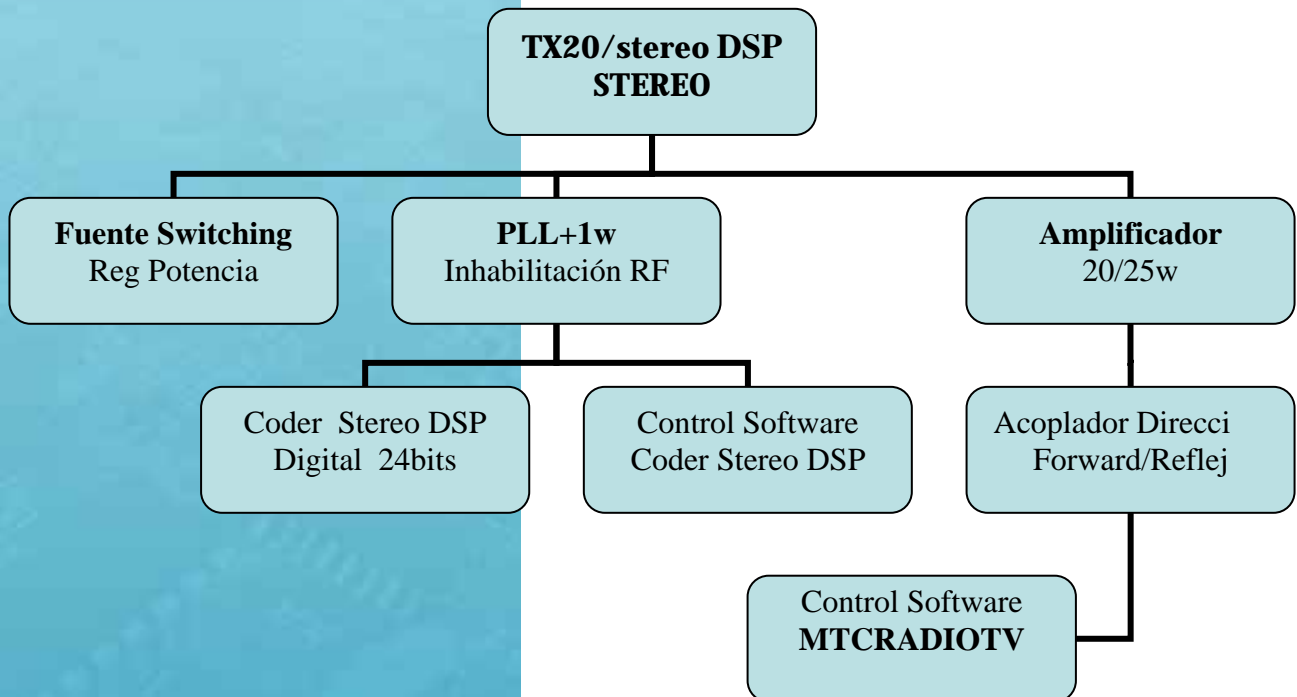 TX20/stereo DSP
STEREO
Fuente Switching
Reg Potencia
PLL+1w
Inhabilitación RF
Amplificador
20/25w
Coder Stereo DSP
Digital 24bits
Control Software
Coder Stereo DSP
Acoplador Direcci
Forward/Reflej
Control Software
MTCRADIOTV